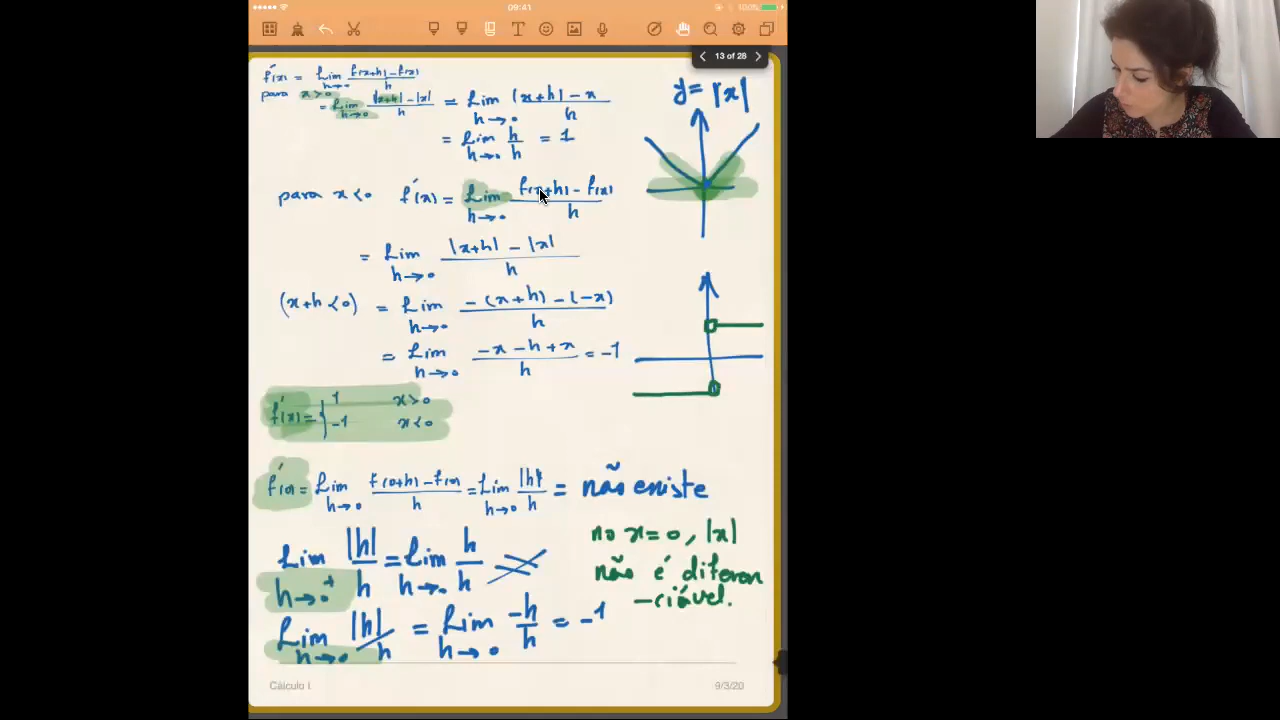 09:41
100%
13 of 28
f'(x) = Lim h→0 f(x+h) - f(x) / h
y = |x|
para x>0
= Lim h→0 |x+h| - |x| / h = Lim h→0 (x+h) - x / h
= Lim h→0 h/h = 1
para x<0 f'(x) = Lim h→0 f(x+h) - f(x) / h
= Lim h→0 |x+h| - |x| / h
(x+h<0) = Lim h→0 -(x+h) - (-x) / h
= Lim h→0 -x-h+x / h = -1
f'(x) = { 1 x>0
-1 x<0
f'(0) = Lim h→0 f(0+h) - f(0) / h = Lim h→0 |h|/h = não existe
no x=0, |x|
Lim h→0⁺ |h|/h = Lim h→0 h/h
não é diferen
-ciável.
Lim h→0 |h|/h = Lim h→0 -h/h = -1
Cálculo I
9/3/20